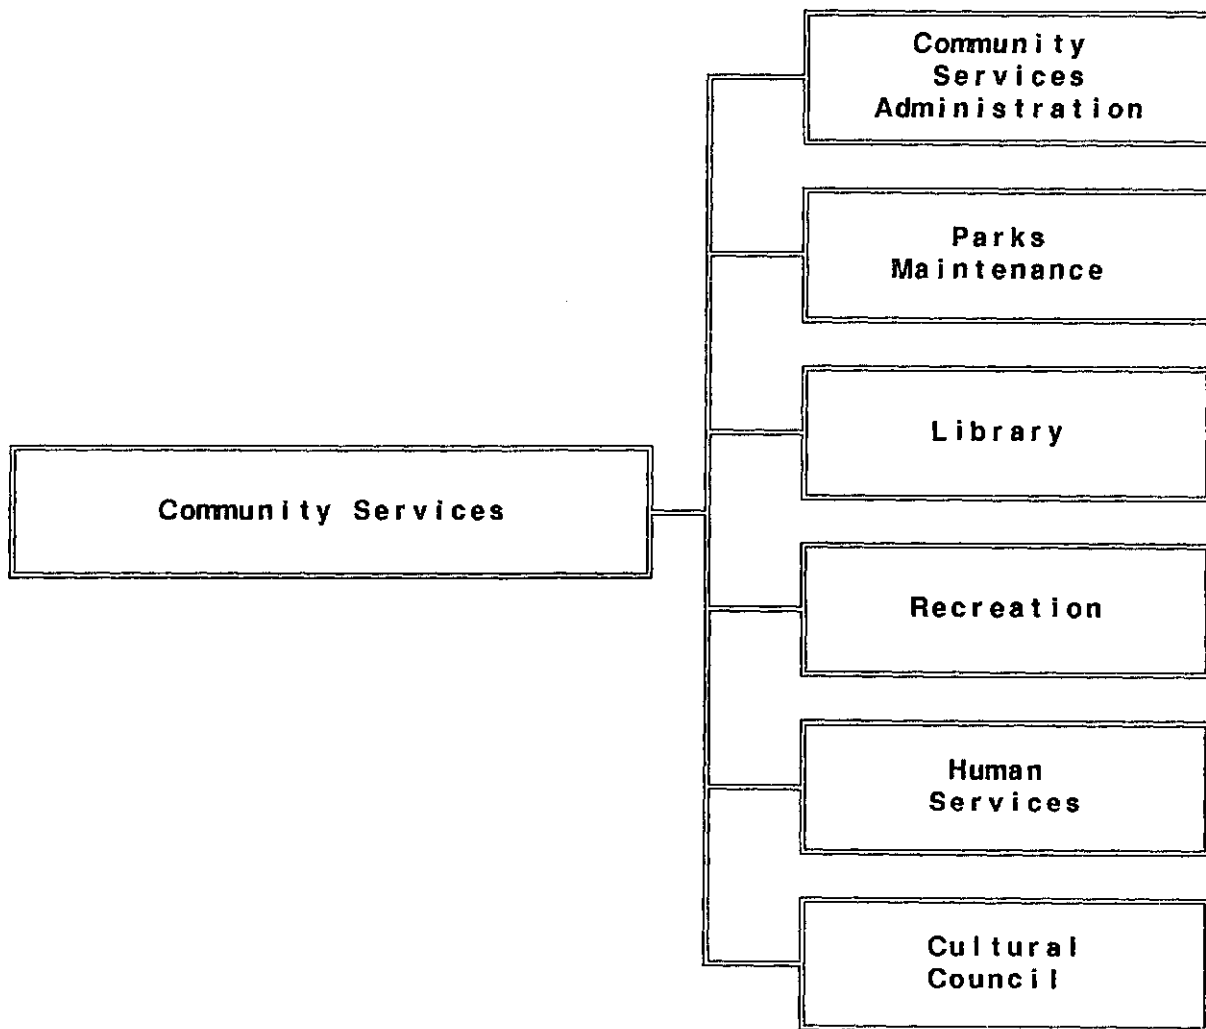 Community
Services
Administration
Parks
Maintenance
Library
Community Services
Recreation
Human
Services
Cultural
Council